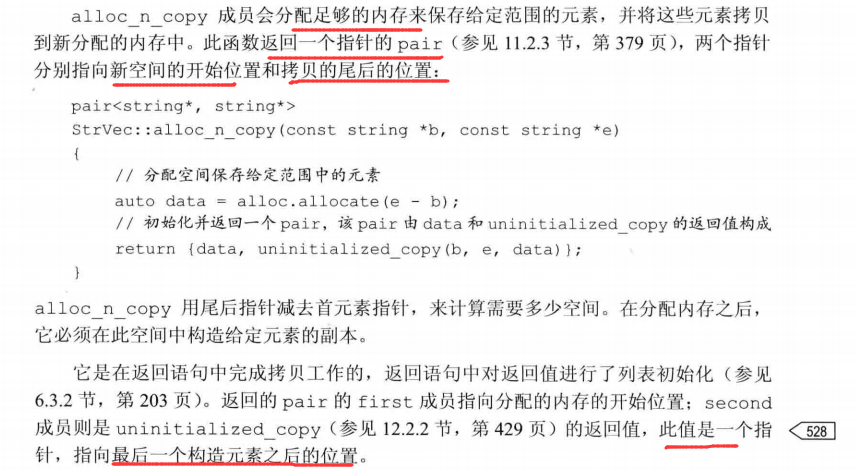 alloc_n_copy 成员会分配足够的内存来保存给定范围的元素，并将这些元素拷贝
到新分配的内存中。此函数返回一个指针的 pair（参见 11.2.3 节，第 379 页），两个指针
分别指向新空间的开始位置和拷贝的尾后的位置：
pair<string*, string*>
StrVec::alloc_n_copy(const string *b, const string *e)
{
// 分配空间保存给定范围中的元素
auto data = alloc.allocate(e - b);
// 初始化并返回一个 pair，该 pair 由 data 和 uninitialized_copy 的返回值构成
return {data, uninitialized_copy(b, e, data)};
}
alloc_n_copy 用尾后指针减去首元素指针，来计算需要多少空间。在分配内存之后，
它必须在此空间中构造给定元素的副本。
它是在返回语句中完成拷贝工作的，返回语句中对返回值进行了列表初始化（参见
6.3.2 节，第 203 页）。返回的 pair 的 first 成员指向分配的内存的开始位置；second
成员则是 uninitialized_copy（参见 12.2.2 节，第 429 页）的返回值，此值是一个指
528
针，指向最后一个构造元素之后的位置。